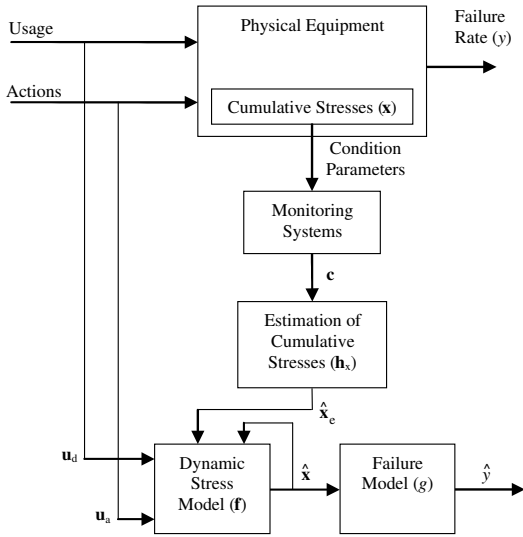 Usage
Physical Equipment
Failure
Rate (y)
Actions
Cumulative Stresses (x)
Condition
Parameters
Monitoring
Systems
c
Estimation of
Cumulative
Stresses (hₓ)
x̂ₑ
u_d
Dynamic
Stress
Model (f)
x̂
Failure
Model (g)
ŷ
uₐ